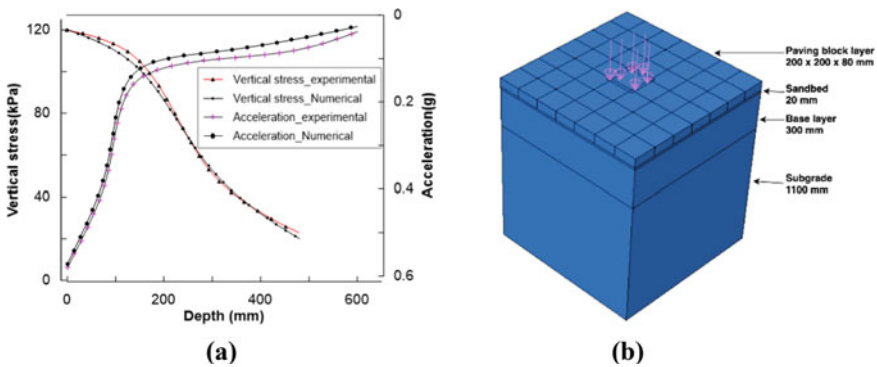 120
80
40
0
Vertical stress(kPa)
0
200
400
600
Depth (mm)
0
0.2
0.4
0.6
Acceleration(g)
Vertical stress_experimental
Vertical stress_Numerical
Acceleration_experimental
Acceleration_Numerical
(a)
Paving block layer
200 x 200 x 80 mm
Sandbed
20 mm
Base layer
300 mm
Subgrade
1100 mm
(b)